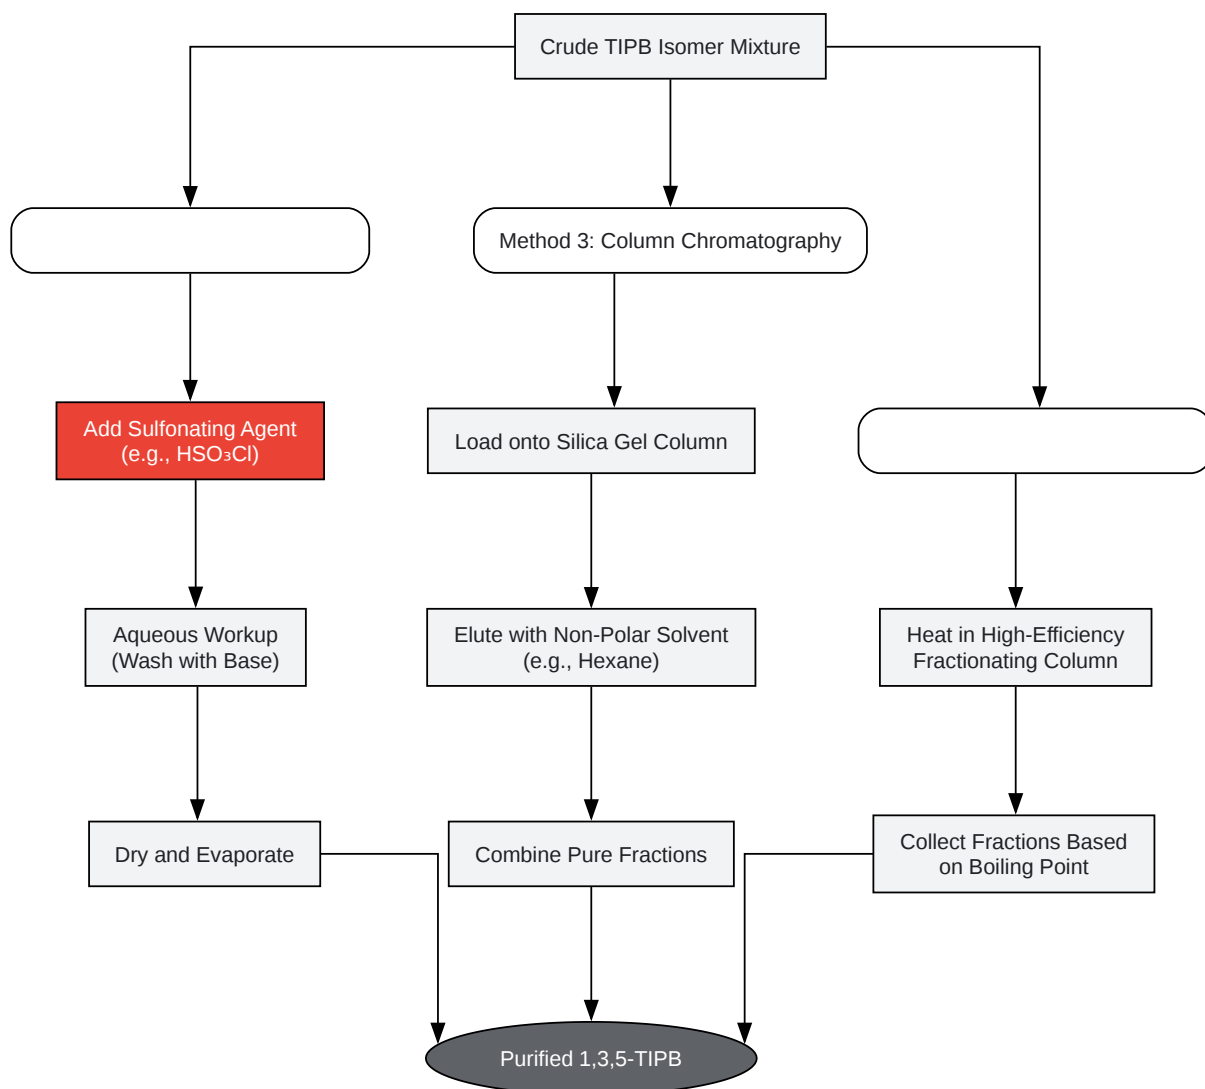 Crude TIPB Isomer Mixture
Method 3: Column Chromatography
Add Sulfonating Agent
(e.g., HSO₃Cl)
Load onto Silica Gel Column
Aqueous Workup
(Wash with Base)
Elute with Non-Polar Solvent
(e.g., Hexane)
Heat in High-Efficiency
Fractionating Column
Dry and Evaporate
Combine Pure Fractions
Collect Fractions Based
on Boiling Point
Purified 1,3,5-TIPB